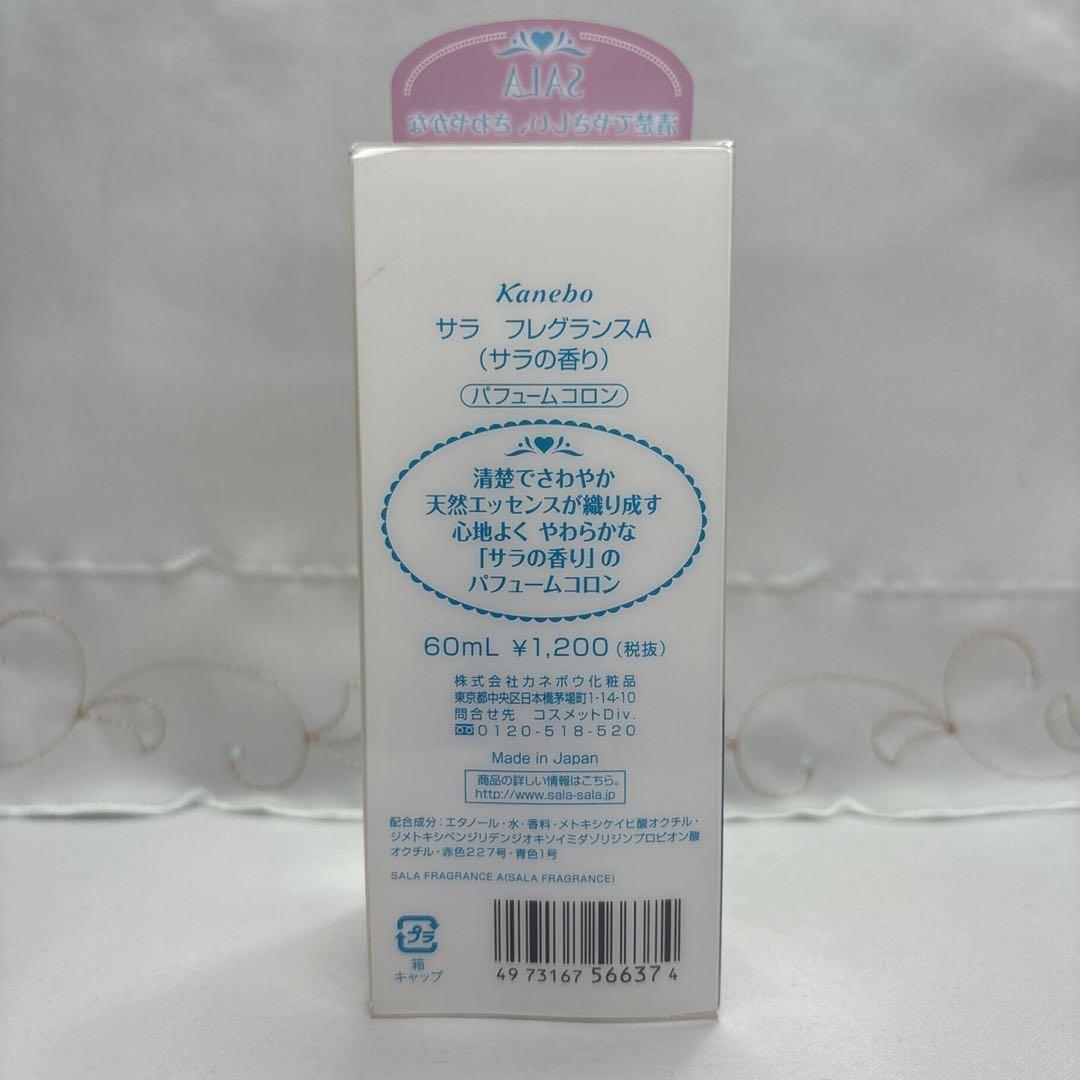 SALA
清楚でやさしい、さわやかな
Kanebo
サラ フレグランスA
（サラの香り）
パフュームコロン
清楚でさわやか
天然エッセンスが織り成す
心地よく やわらかな
「サラの香り」の
パフュームコロン
60mL ¥1,200（税抜）
株式会社カネボウ化粧品
東京都中央区日本橋茅場町1-14-10
問合せ先 コスメットDiv.
0120-518-520
Made in Japan
商品の詳しい情報はこちら。
http://www.sala-sala.jp
配合成分：エタノール・水・香料・メトキシケイヒ酸オクチル・
ジメトキシベンジリデンジオキソイミダゾリジンプロピオン酸
オクチル・赤色227号・青色1号
SALA FRAGRANCE A(SALA FRAGRANCE)
プラ
箱
キャップ
4973167566374